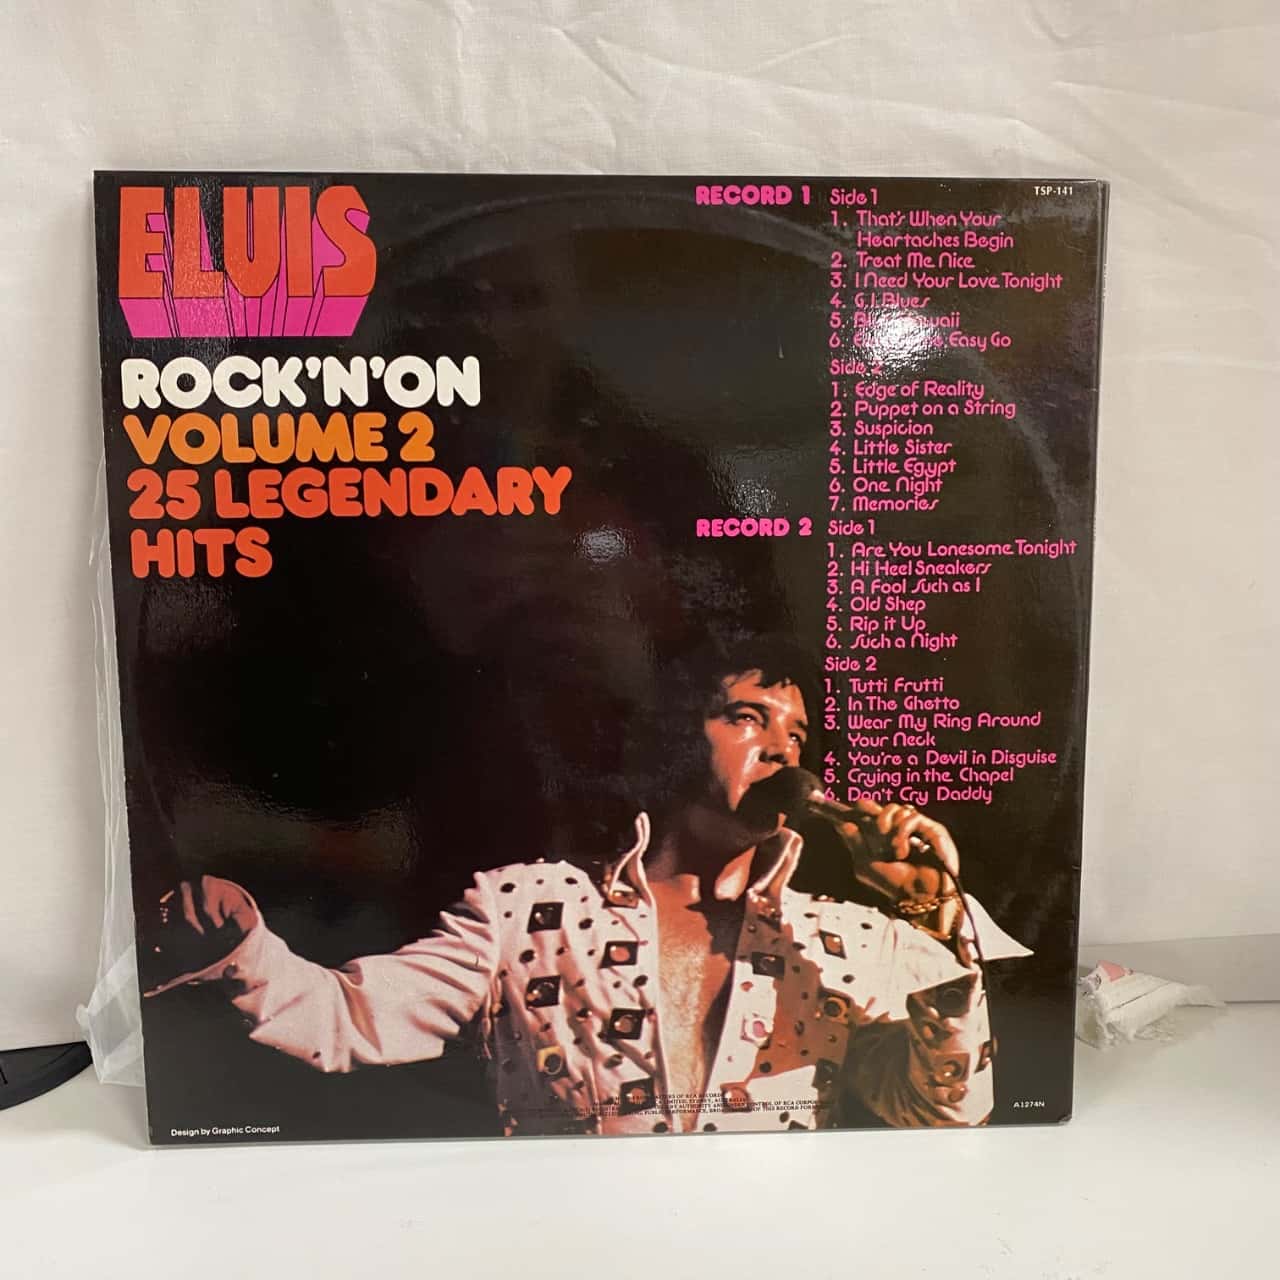 ELVIS
ROCK'N'ON
VOLUME 2
25 LEGENDARY
HITS
TSP-141
RECORD 1 Side 1
1. That's When Your
Heartaches Begin
2. Treat Me Nice
3. I Need Your Love Tonight
4. G.I. Blues
5. Blue Hawaii
6. Easy Go
Side 2
1. Edge of Reality
2. Puppet on a String
3. Suspicion
4. Little Sister
5. Little Egypt
6. One Night
7. Memories
RECORD 2 Side 1
1. Are You Lonesome Tonight
2. Hi Heel Sneakers
3. A Fool Such as I
4. Old Shep
5. Rip it Up
6. Such a Night
Side 2
1. Tutti Frutti
2. In The Ghetto
3. Wear My Ring Around
Your Neck
4. You're a Devil in Disguise
5. Crying in the Chapel
6. Don't Cry Daddy
Design by Graphic Concept
A1274N